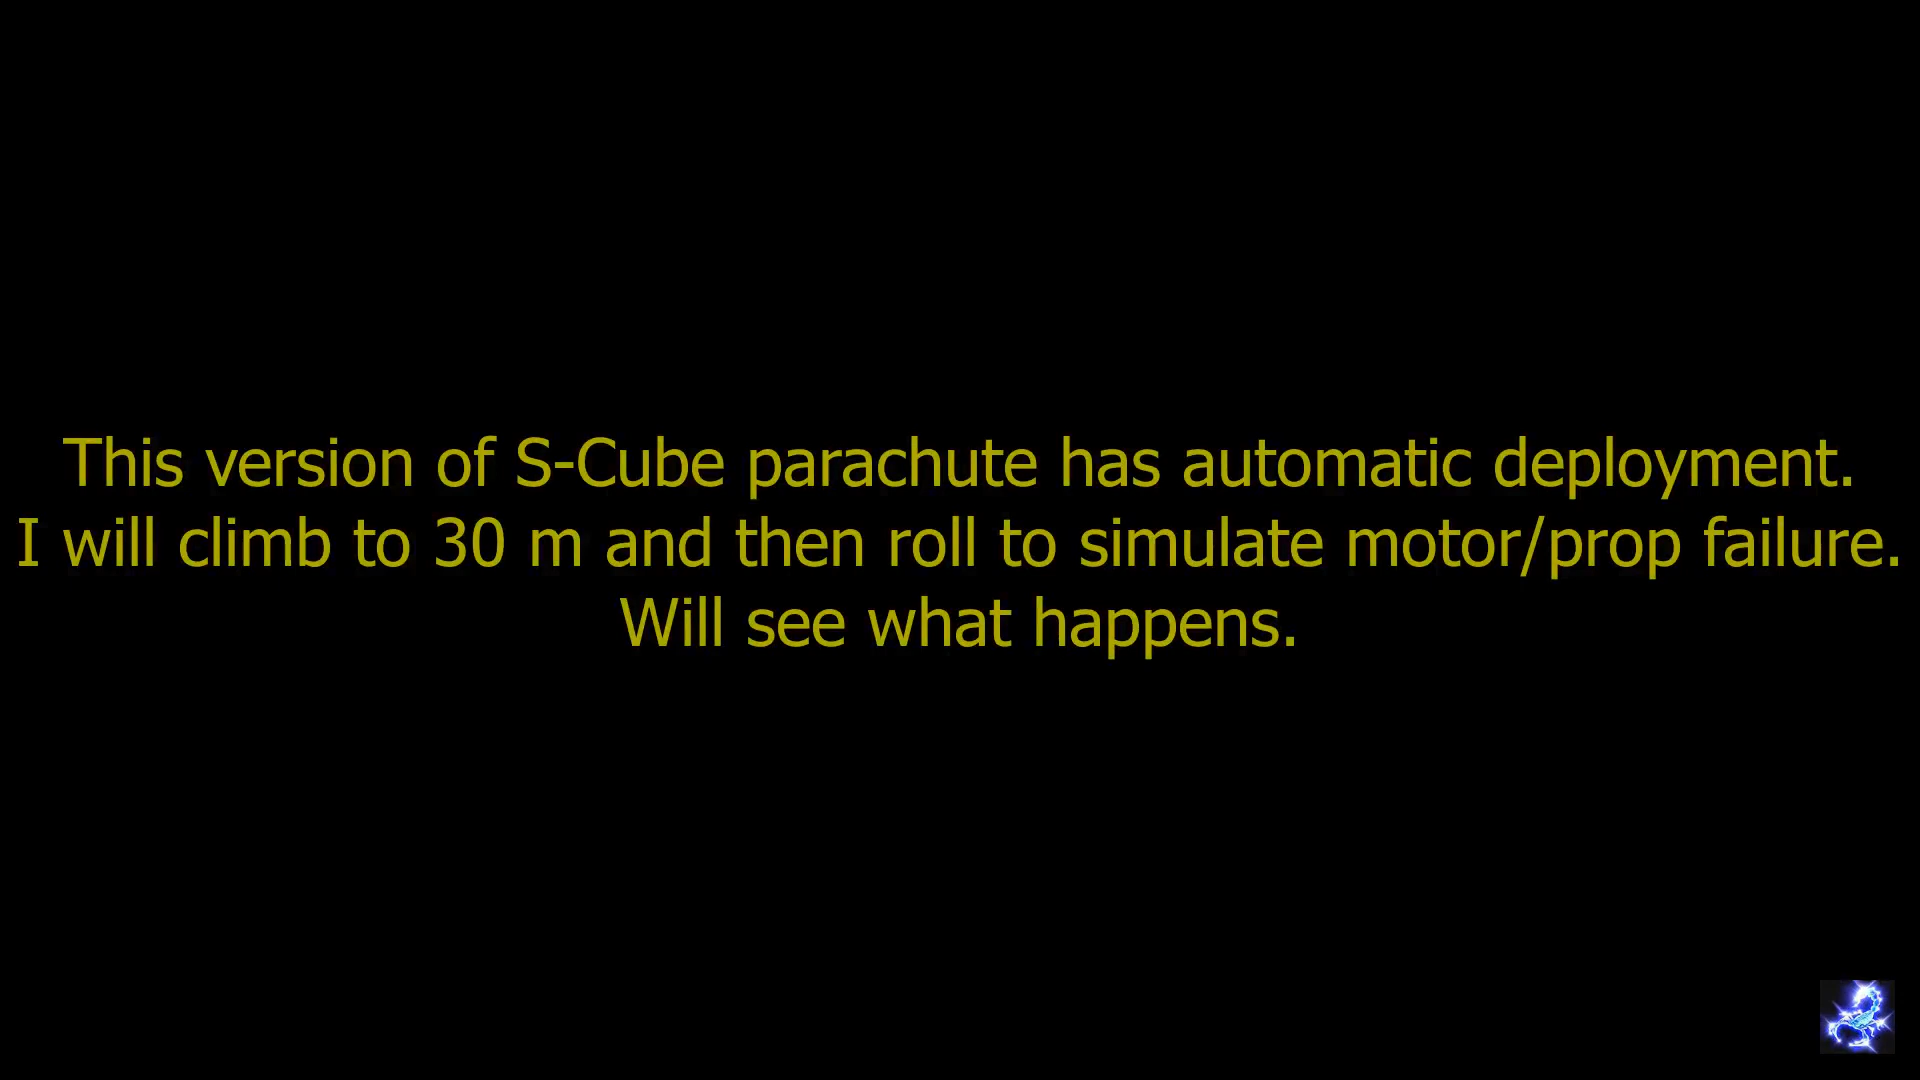 This version of S-Cube parachute has automatic deployment.
I will climb to 30 m and then roll to simulate motor/prop failure.
Will see what happens.